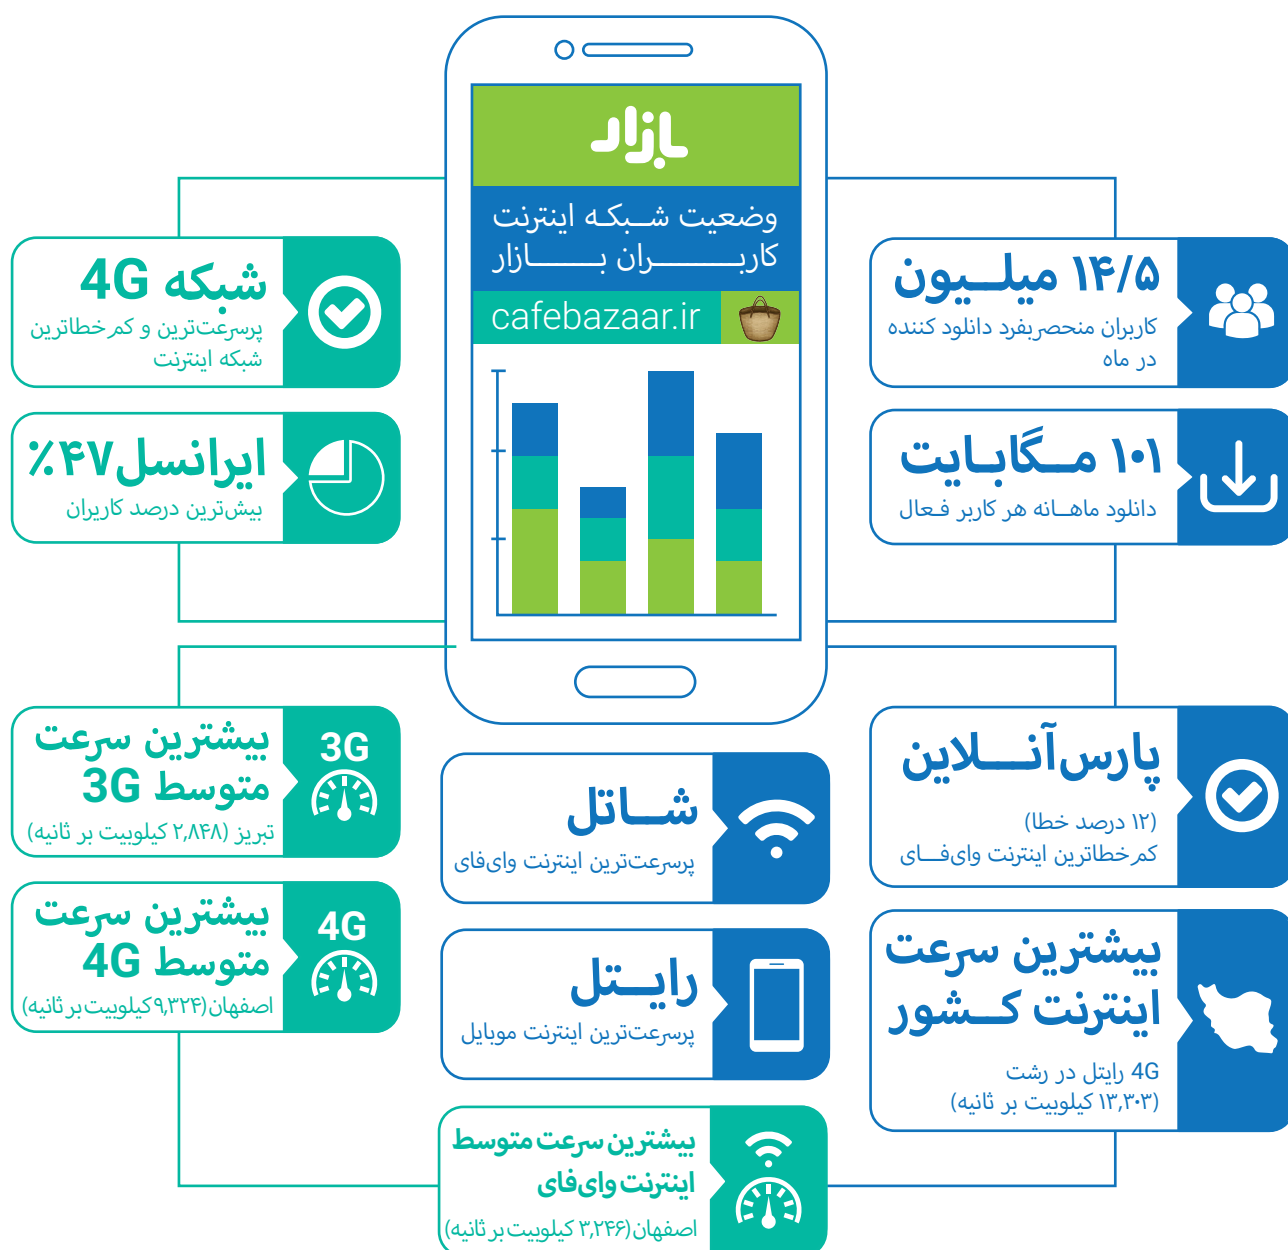 بازار
وضعیت شبکه اینترنت
کاربران بازار
cafebazaar.ir
۱۴/۵ میلیون
کاربران منحصربفرد دانلود کننده
در ماه
۱۰۱ مگابایت
دانلود ماهانه هر کاربر فعال
شبکه 4G
پرسرعت‌ترین و کم‌خطاترین
شبکه اینترنت
ایرانسل۴۷٪
بیش‌ترین درصد کاربران
پارس‌آنلاین
(۱۲ درصد خطا)
کم‌خطاترین اینترنت وای‌فای
بیشترین سرعت
اینترنت کشور
4G رایتل در رشت
(۱۳,۳۰۳ کیلوبیت بر ثانیه)
شاتل
پرسرعت‌ترین اینترنت وای‌فای
رایتل
پرسرعت‌ترین اینترنت موبایل
بیشترین سرعت متوسط
اینترنت وای‌فای
اصفهان(۳,۲۴۶ کیلوبیت بر ثانیه)
3G
بیشترین سرعت
متوسط 3G
تبریز (۲,۸۴۸ کیلوبیت بر ثانیه)
4G
بیشترین سرعت
متوسط 4G
اصفهان(۹,۳۲۴ کیلوبیت بر ثانیه)